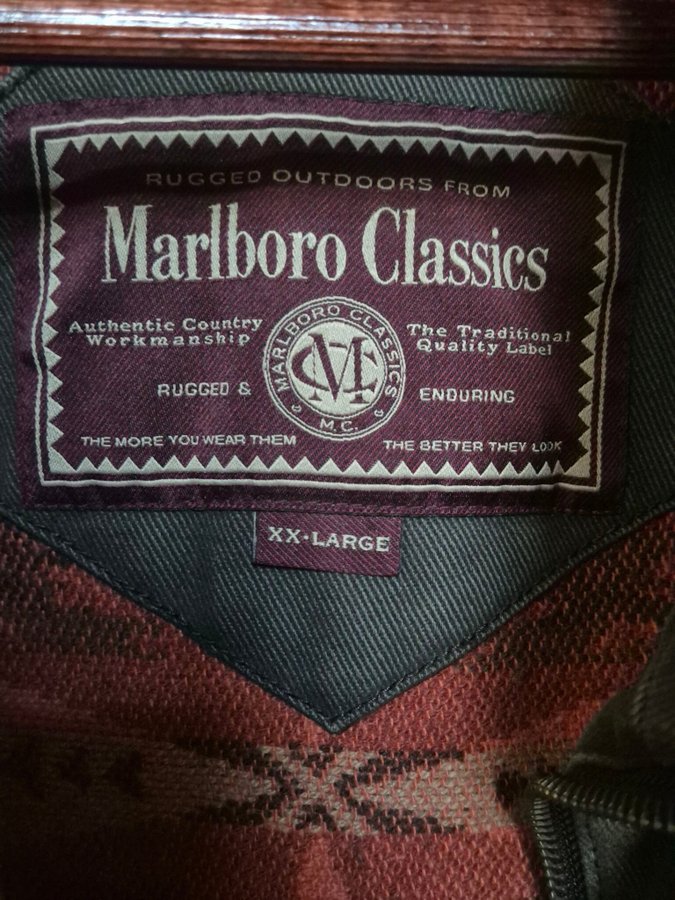 RUGGED OUTDOORS FROM
Marlboro Classics
Authentic Country
Workmanship
The Traditional
Quality Label
MARLBORO CLASSICS
MC
M.C.
RUGGED &
ENDURING
THE MORE YOU WEAR THEM
THE BETTER THEY LOOK
XX·LARGE